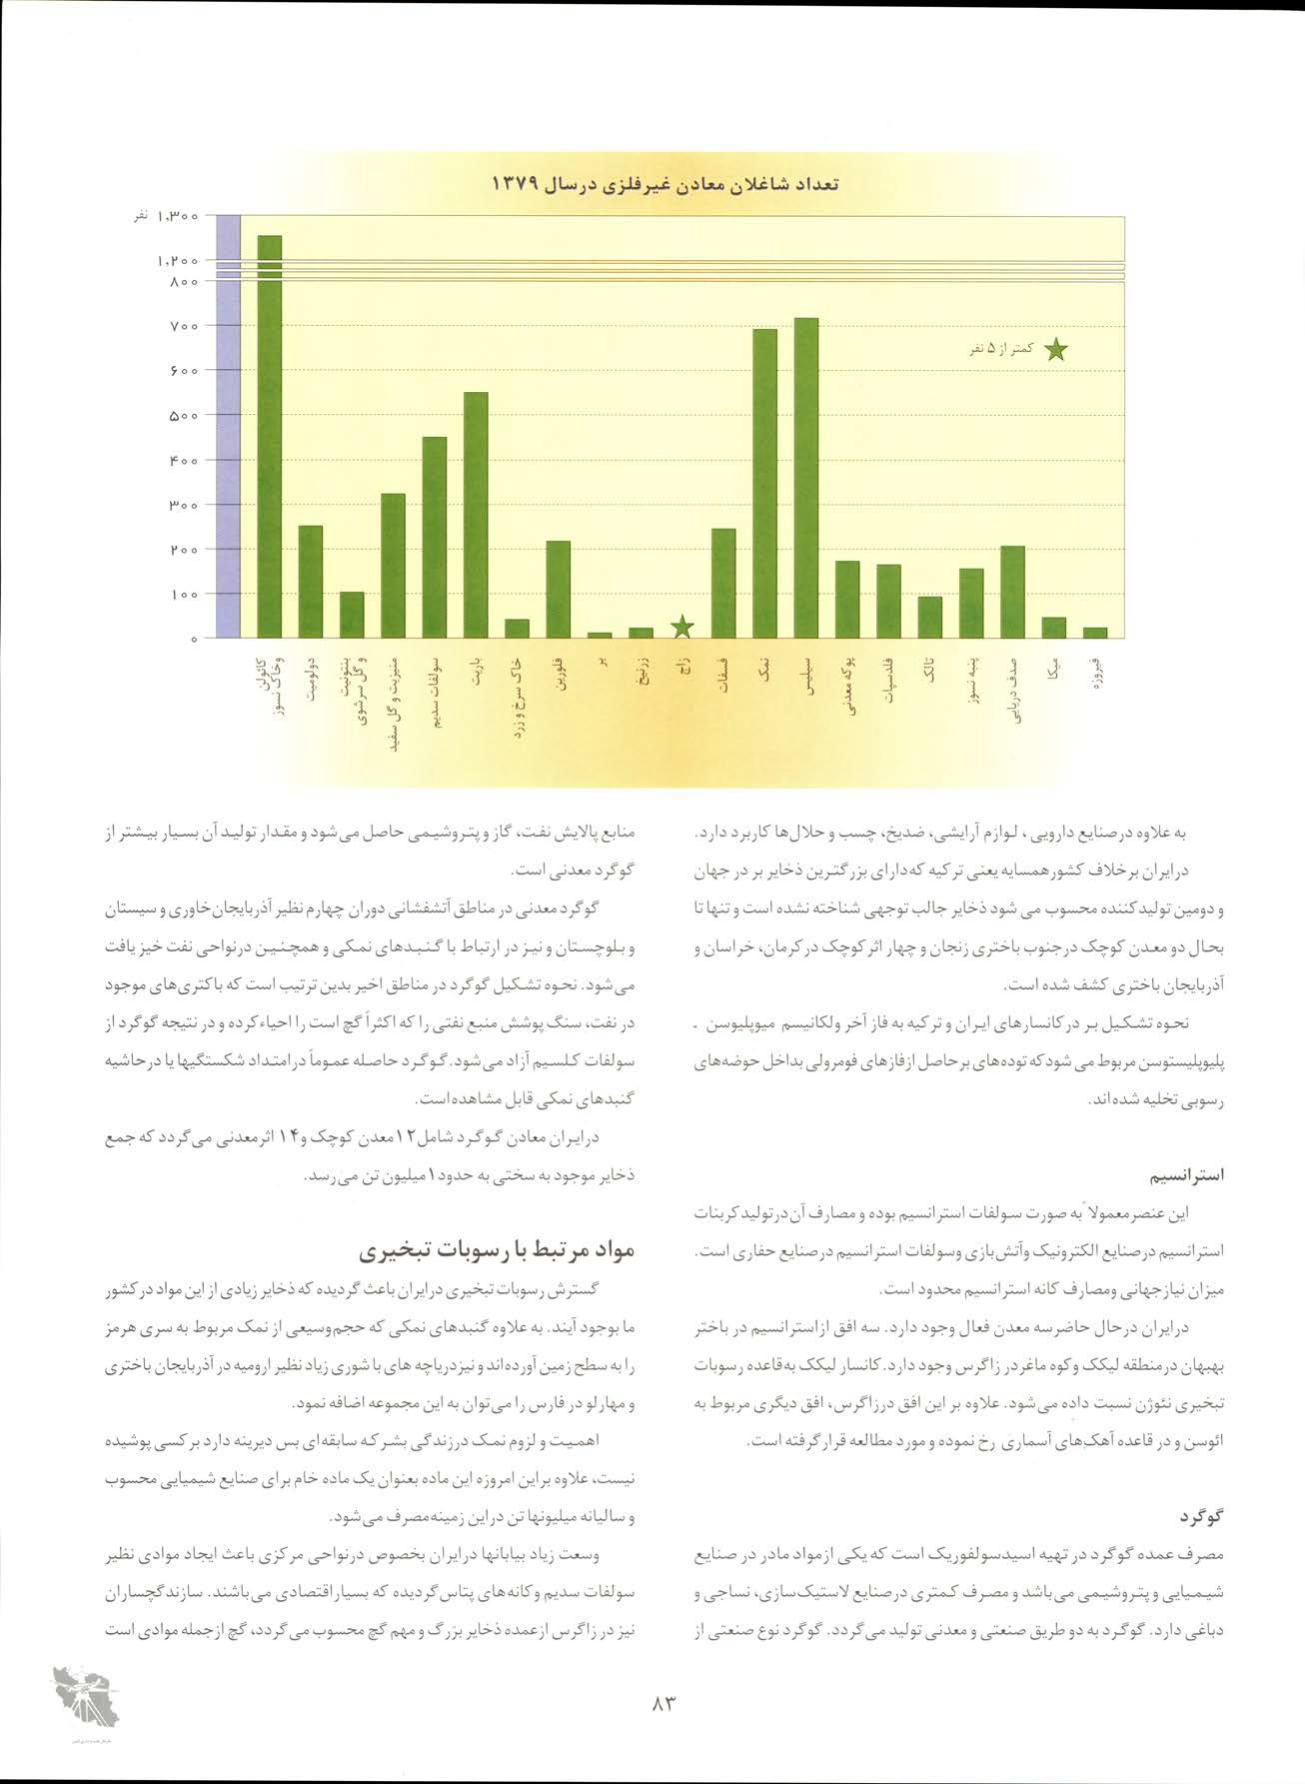 تعداد شاغلان معادن غیرفلزی درسال ۱۳۷۹
۱,۳۰۰ نفر
۱,۲۰۰
۸۰۰
۷۰۰
۶۰۰
۵۰۰
۴۰۰
۳۰۰
۲۰۰
۱۰۰
۰
کمتر از ۵ نفر
کائولن وخاک نسوز
دولومیت
بنتونیت و گل سرشوی
منیزیت و گل سفید
سولفات سدیم
باریت
خاک سرخ و زرد
فلورین
بر
زرنیخ
زاج
فسفات
نمک
سیلیس
پوکه معدنی
فلدسپات
تالک
پنبه نسوز
صدف دریایی
میکا
فیروزه
به علاوه درصنایع دارویی ، لوازم آرایشی، ضدیخ، چسب و حلال‌ها کاربرد دارد.
درایران برخلاف کشورهمسایه یعنی ترکیه که‌دارای بزرگترین ذخایر بر در جهان
و دومین تولیدکننده محسوب می شود ذخایر جالب توجهی شناخته نشده است و تنها تا
بحال دو معدن کوچک درجنوب باختری زنجان و چهار اثر کوچک در کرمان، خراسان و
آذربایجان باختری کشف شده است.
نحوه تشکیل بر در کانسارهای ایران و ترکیه به فاز آخر ولکانیسم میوپلیوسن ـ
پلیوپلیستوسن مربوط می شود که توده‌های بر حاصل ازفازهای فومرولی بداخل حوضه‌های
رسوبی تخلیه شده‌اند.
استرانسیم
این عنصر معمولاً به صورت سولفات استرانسیم بوده و مصارف آن‌درتولید کربنات
استرانسیم درصنایع الکترونیک وآتش‌بازی وسولفات استرانسیم درصنایع حفاری است.
میزان نیازجهانی ومصارف کانه استرانسیم محدود است.
درایران درحال حاضرسه معدن فعال وجود دارد. سه افق ازاسترانسیم در باختر
بهبهان درمنطقه لیکک وکوه ماغردر زاگرس وجود دارد.کانسار لیکک به‌قاعده رسوبات
تبخیری نئوژن نسبت داده می‌شود. علاوه بر این افق درزاگرس، افق دیگری مربوط به
ائوسن و در قاعده آهک‌های آسماری رخ نموده و مورد مطالعه قرارگرفته است.
گوگرد
مصرف عمده گوگرد در تهیه اسیدسولفوریک است که یکی ازمواد مادر در صنایع
شیمیایی و پتروشیمی می‌باشد و مصرف کمتری درصنایع لاستیک‌سازی، نساجی و
دباغی دارد. گوگرد به دو طریق صنعتی و معدنی تولید می‌گردد. گوگرد نوع صنعتی از
منابع پالایش نفت، گاز و پتروشیمی حاصل می‌شود و مقدار تولید آن بسیار بیشتر از
گوگرد معدنی است.
گوگرد معدنی در مناطق آتشفشانی دوران چهارم نظیر آذربایجان‌خاوری و سیستان
و بلوچستان و نیز در ارتباط با گنبدهای نمکی و همچنین درنواحی نفت خیز یافت
می‌شود. نحوه تشکیل گوگرد در مناطق اخیر بدین ترتیب است که باکتری‌های موجود
در نفت، سنگ پوشش منبع نفتی را که اکثراً گچ است را احیاءکرده و در نتیجه گوگرد از
سولفات کلسیم آزاد می‌شود. گوگرد حاصله عموماً درامتداد شکستگیها یا درحاشیه
گنبدهای نمکی قابل مشاهده‌است.
درایران معادن گوگرد شامل ۱۲معدن کوچک و۱۴ اثرمعدنی می‌گردد که جمع
ذخایر موجود به سختی به حدود ۱میلیون تن می‌رسد.
مواد مرتبط با رسوبات تبخیری
گسترش رسوبات تبخیری درایران باعث گردیده که ذخایر زیادی از این مواد در کشور
ما بوجود آیند. به علاوه گنبدهای نمکی که حجم‌وسیعی از نمک مربوط به سری هرمز
را به سطح زمین آورده‌اند و نیزدریاچه های با شوری زیاد نظیر ارومیه در آذربایجان باختری
و مهارلو در فارس را می‌توان به این مجموعه اضافه نمود.
اهمیت و لزوم نمک درزندگی بشر که سابقه‌ای بس دیرینه دارد بر کسی پوشیده
نیست، علاوه براین امروزه این ماده بعنوان یک ماده خام برای صنایع شیمیایی محسوب
و سالیانه میلیونها تن دراین زمینه‌مصرف می‌شود.
وسعت زیاد بیابانها درایران بخصوص درنواحی مرکزی باعث ایجاد موادی نظیر
سولفات سدیم وکانه‌های پتاس گردیده که بسیاراقتصادی می‌باشند. سازندگچساران
نیز در زاگرس ازعمده ذخایر بزرگ و مهم گچ محسوب می‌گردد، گچ ازجمله موادی است
۸۳